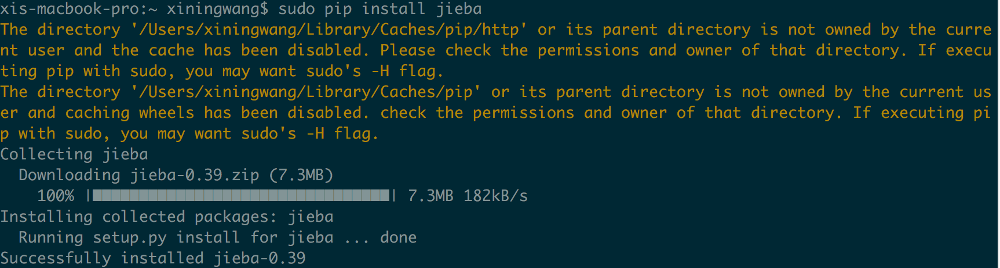 xis-macbook-pro:~ xiningwang$ sudo pip install jieba
The directory '/Users/xiningwang/Library/Caches/pip/http' or its parent directory is not owned by the curre
nt user and the cache has been disabled. Please check the permissions and owner of that directory. If execu
ting pip with sudo, you may want sudo's -H flag.
The directory '/Users/xiningwang/Library/Caches/pip' or its parent directory is not owned by the current us
er and caching wheels has been disabled. check the permissions and owner of that directory. If executing pi
p with sudo, you may want sudo's -H flag.
Collecting jieba
  Downloading jieba-0.39.zip (7.3MB)
    100% |████████████████████████████████| 7.3MB 182kB/s
Installing collected packages: jieba
  Running setup.py install for jieba ... done
Successfully installed jieba-0.39